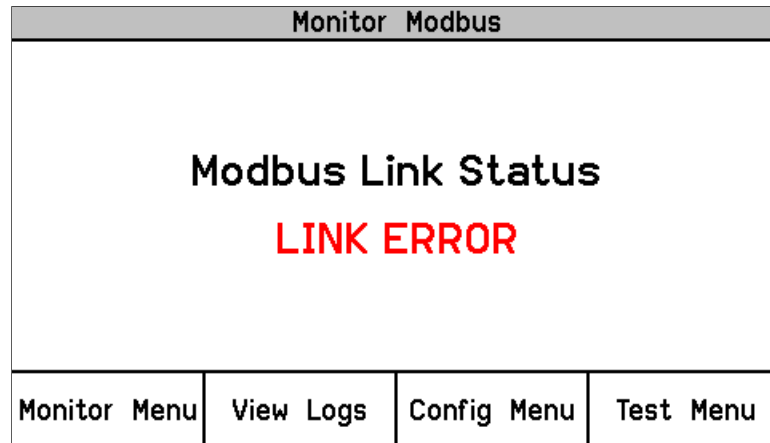 Monitor Modbus
Modbus Link Status
LINK ERROR
Monitor Menu View Logs Config Menu Test Menu